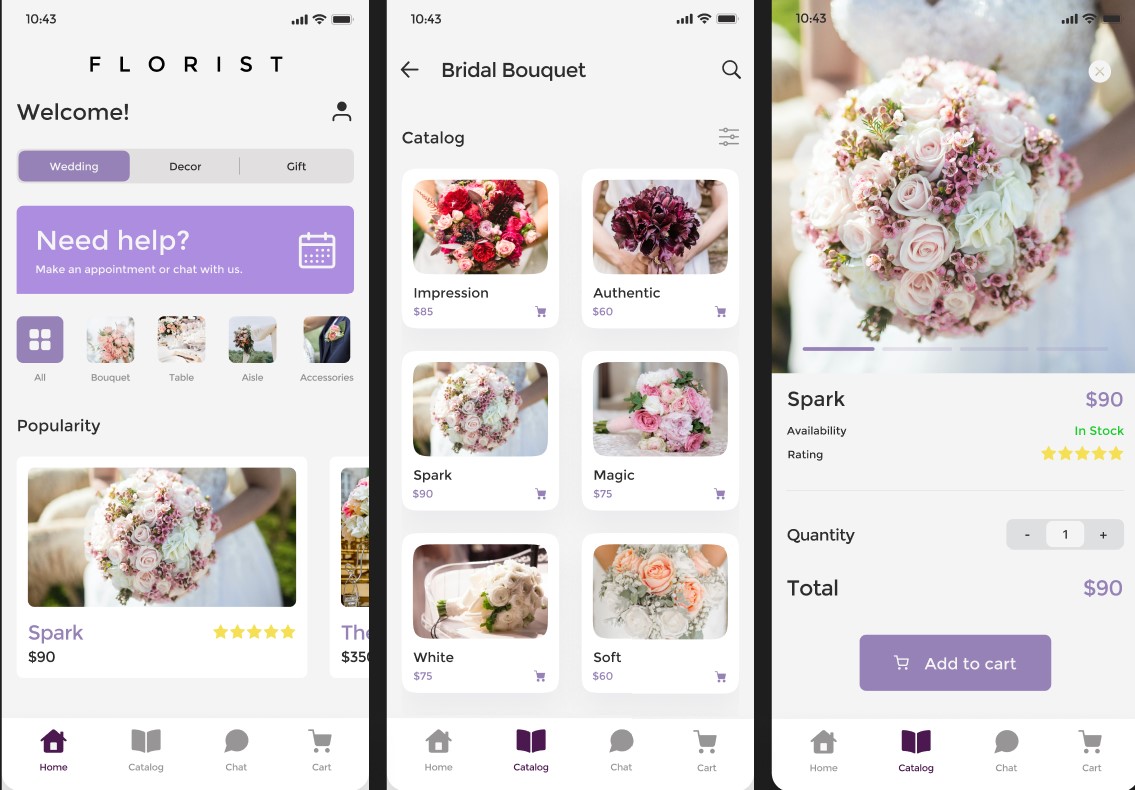 10:43
F L O R I S T
Welcome!
Wedding
Decor
Gift
Need help?
Make an appointment or chat with us.
All
Bouquet
Table
Aisle
Accessories
Popularity
Spark
$90
The
$350
Home
Catalog
Chat
Cart
10:43
Bridal Bouquet
Catalog
Impression
$85
Authentic
$60
Spark
$90
Magic
$75
White
$75
Soft
$60
Home
Catalog
Chat
Cart
10:43
Spark
$90
Availability
In Stock
Rating
Quantity
- 1 +
Total
$90
Add to cart
Home
Catalog
Chat
Cart